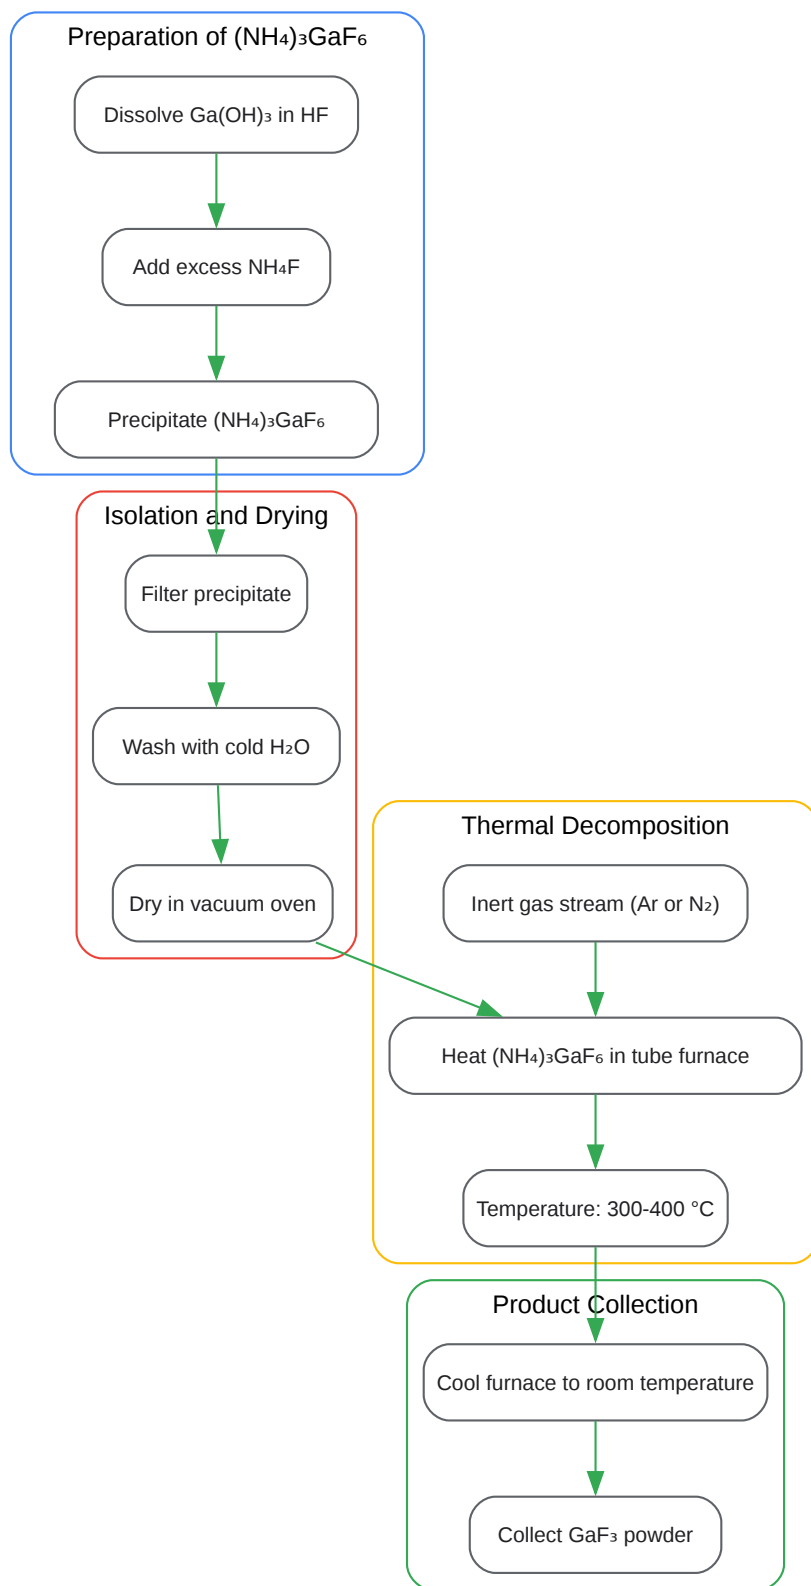 Preparation of (NH₄)₃GaF₆
Dissolve Ga(OH)₃ in HF
Add excess NH₄F
Precipitate (NH₄)₃GaF₆
Isolation and Drying
Filter precipitate
Wash with cold H₂O
Dry in vacuum oven
Thermal Decomposition
Inert gas stream (Ar or N₂)
Heat (NH₄)₃GaF₆ in tube furnace
Temperature: 300-400 °C
Product Collection
Cool furnace to room temperature
Collect GaF₃ powder